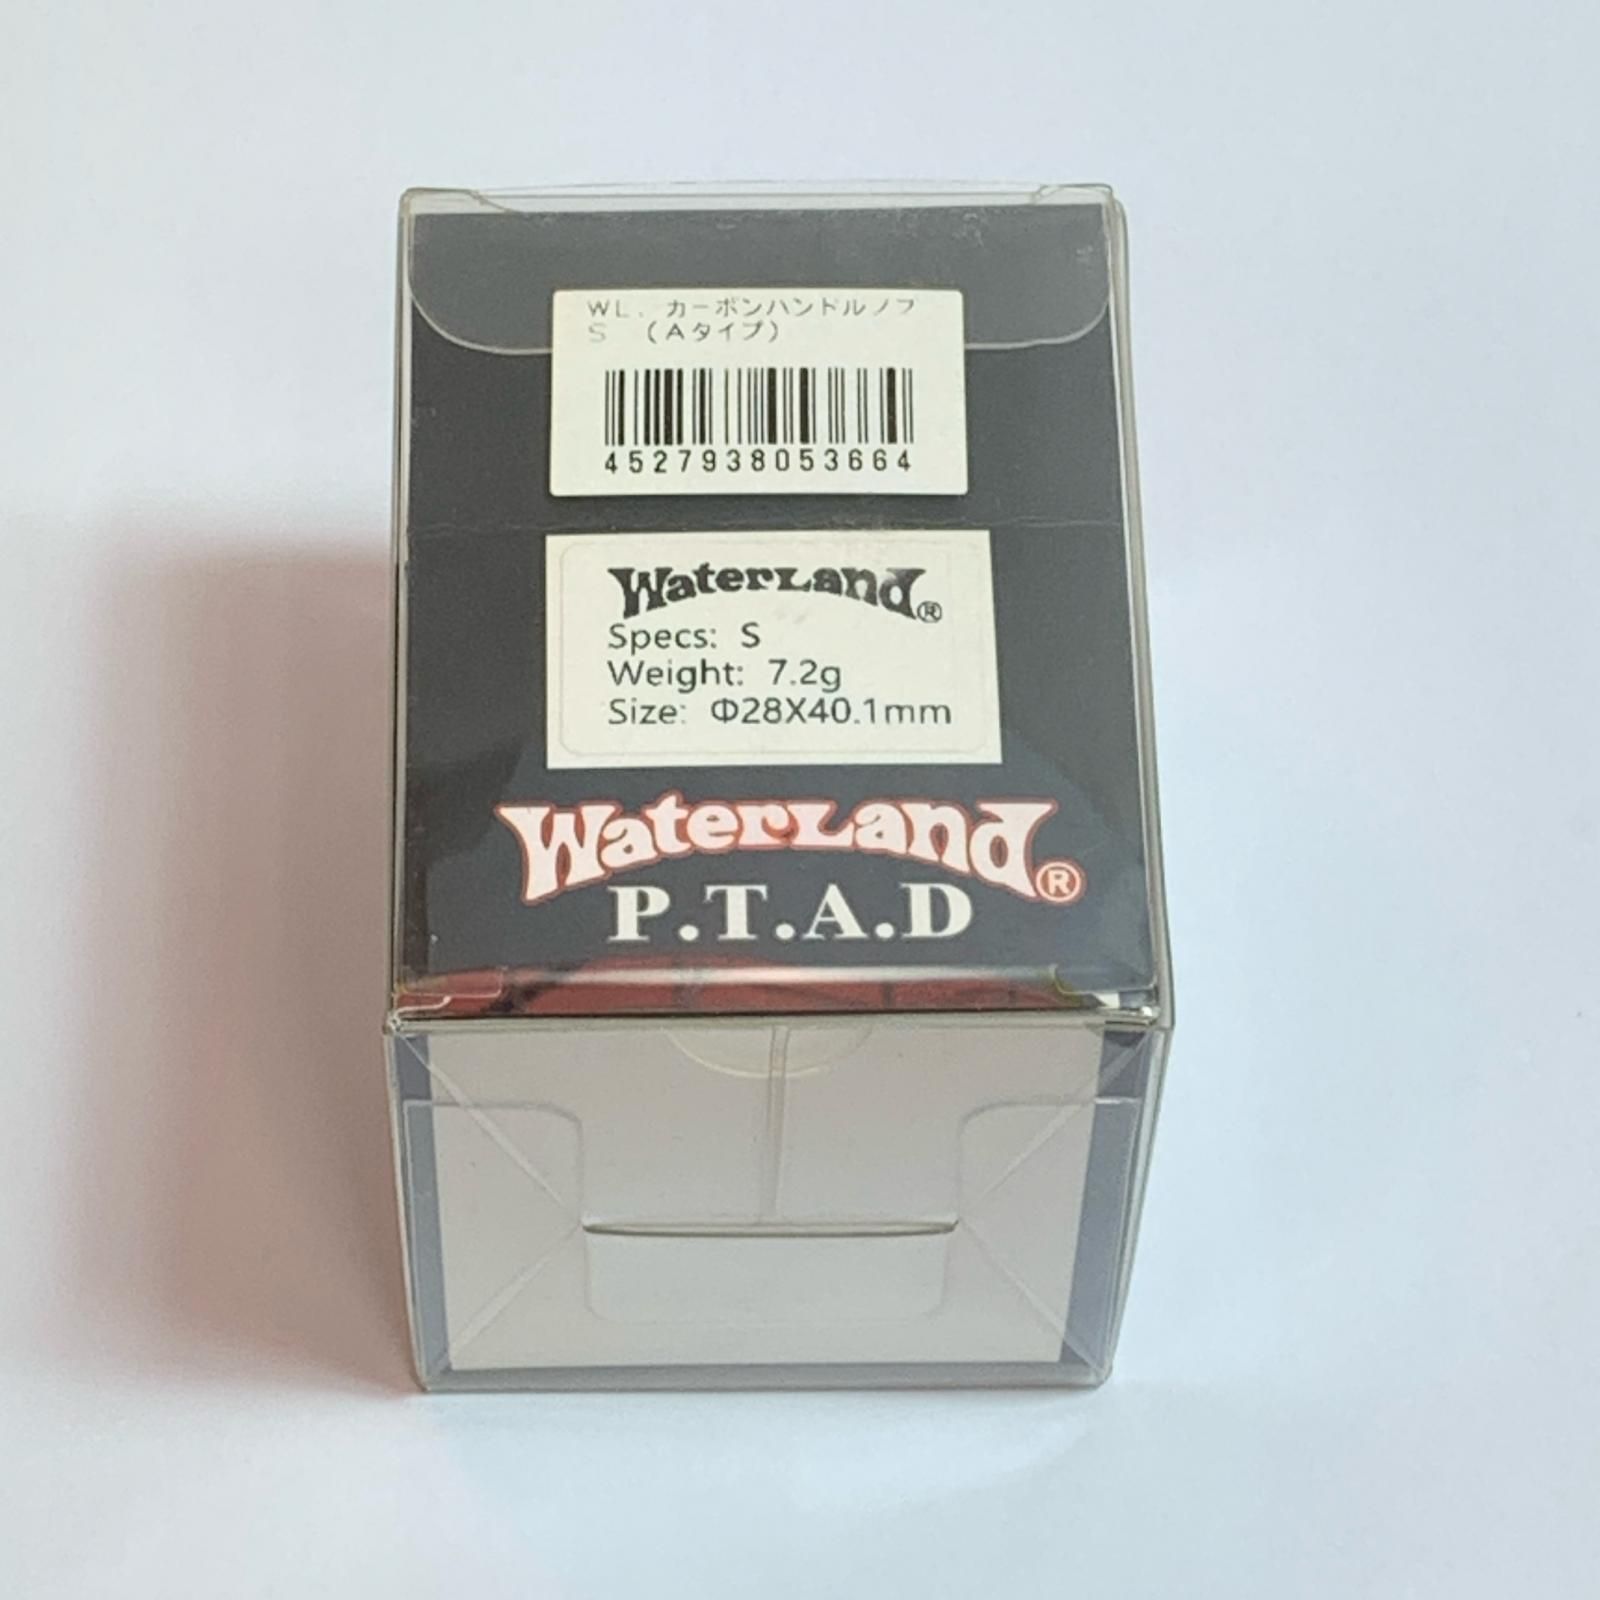 WL. カーボンハンドルノブ
S （Aタイプ）
4527938053664
WaterLand®
Specs: S
Weight: 7.2g
Size: Φ28X40.1mm
WaterLand®
P.T.A.D